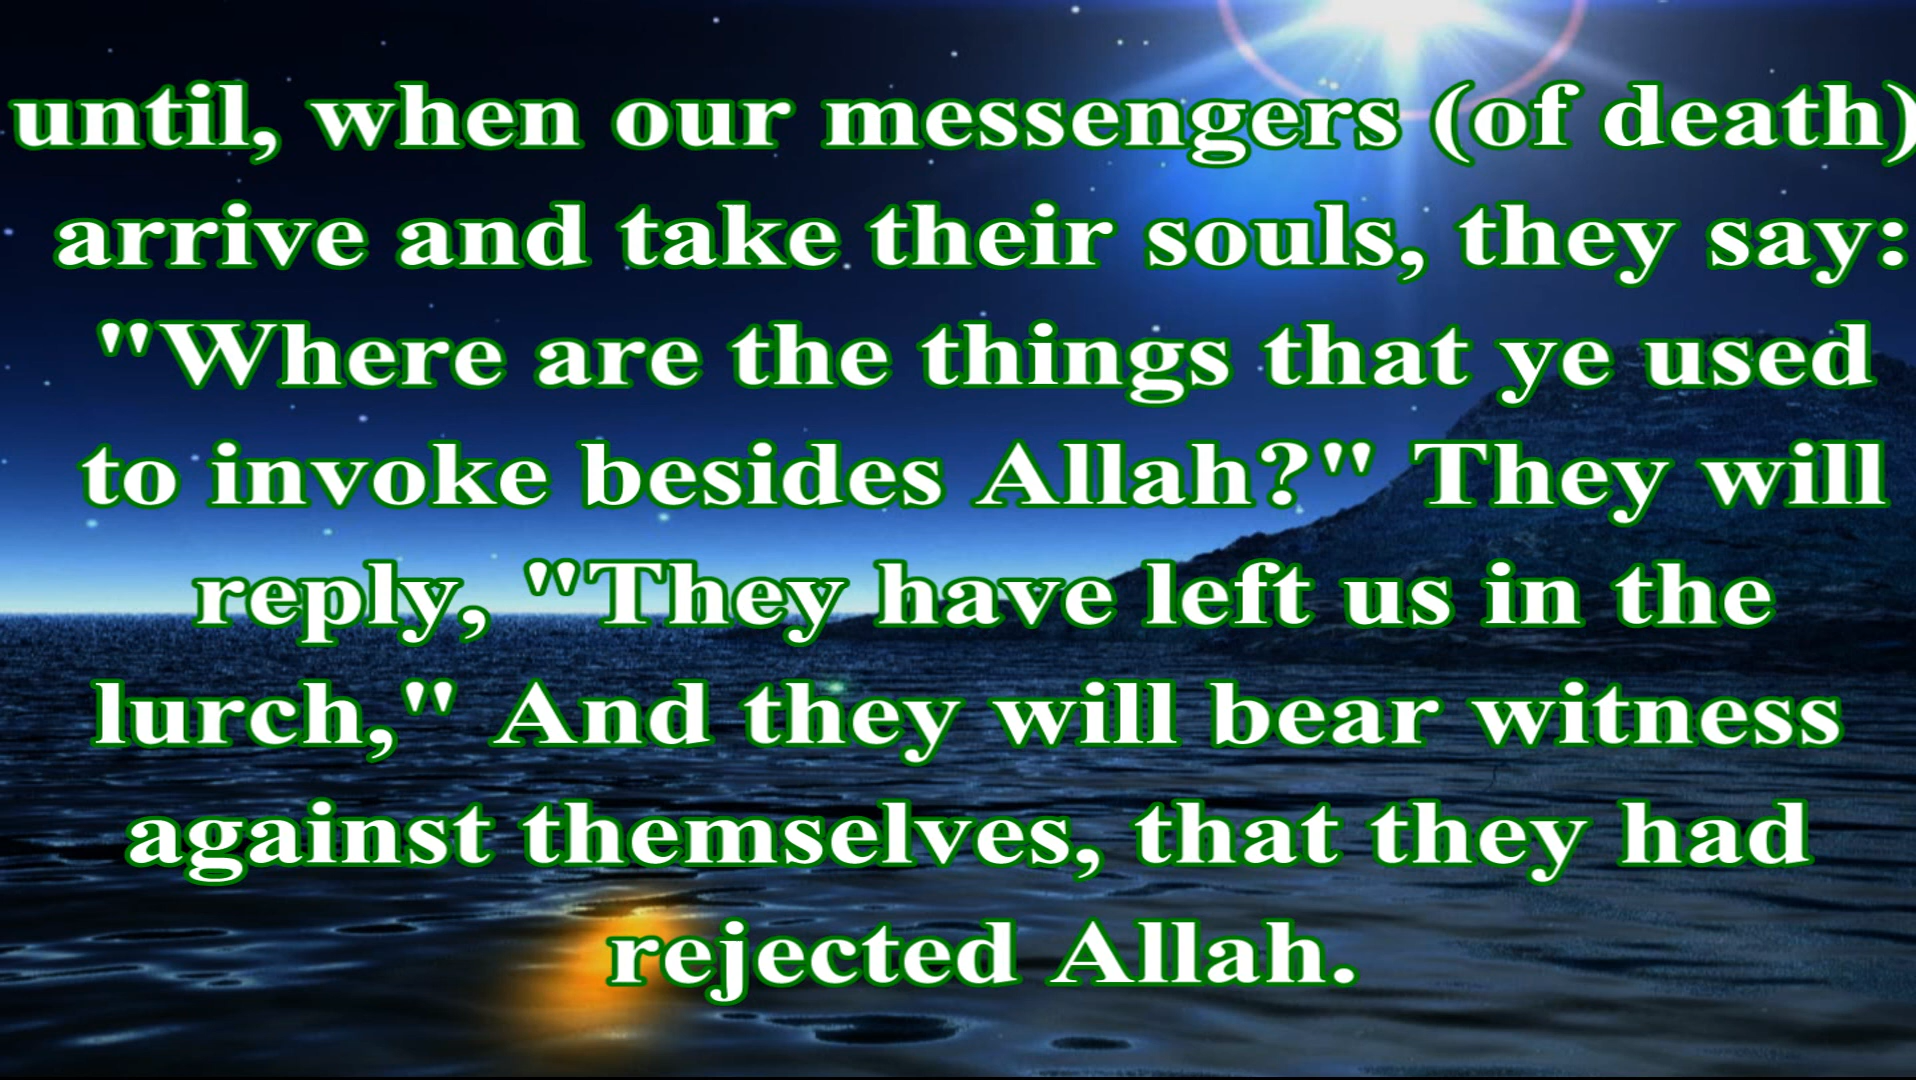 until, when our messengers (of death)
arrive and take their souls, they say:
"Where are the things that ye used
to invoke besides Allah?" They will
reply, "They have left us in the
lurch," And they will bear witness
against themselves, that they had
rejected Allah.